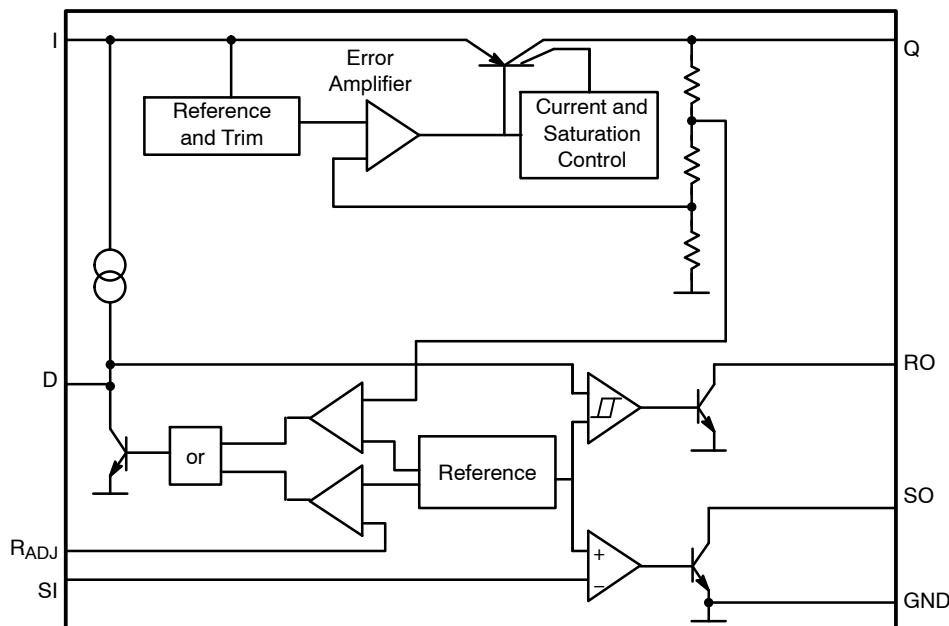 I
Q
Error
Amplifier
Reference
and Trim
Current and
Saturation
Control
D
RO
or
Reference
SO
RADJ
SI
+
−
GND